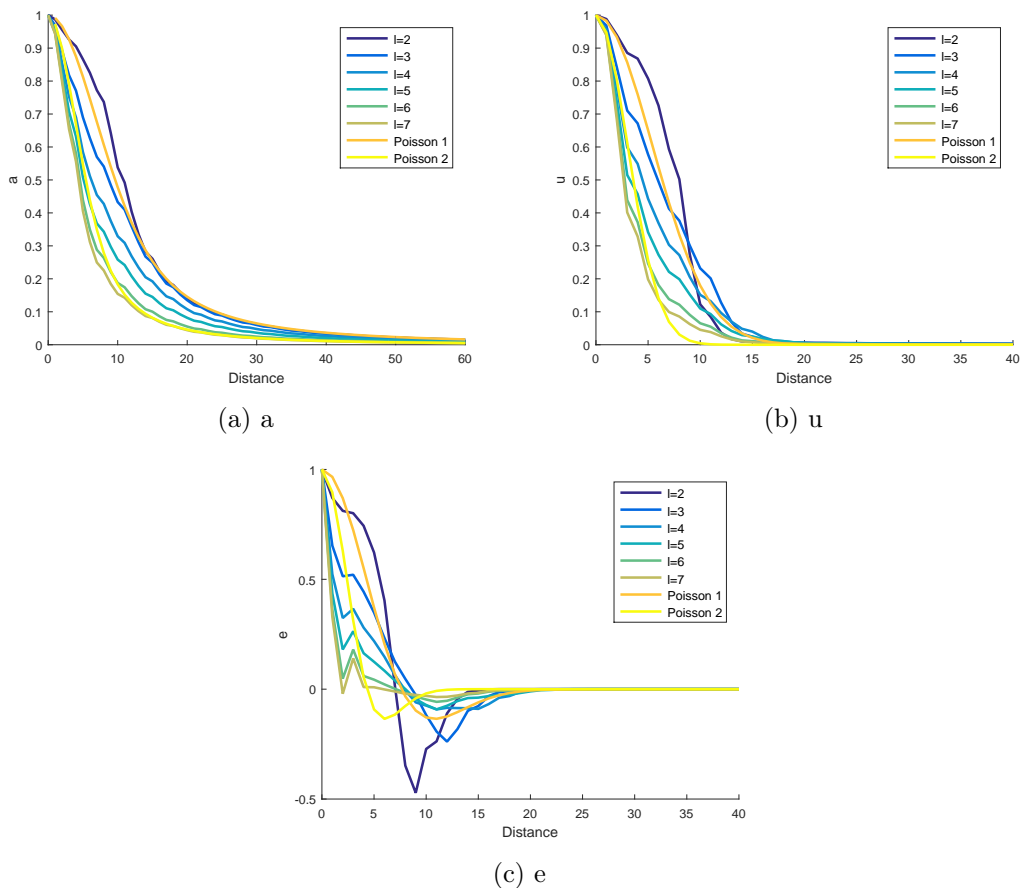 1
0.9
0.8
0.7
0.6
0.5
0.4
0.3
0.2
0.1
0
a
0 10 20 30 40 50 60
Distance
l=2
l=3
l=4
l=5
l=6
l=7
Poisson 1
Poisson 2
(a) a
1
0.9
0.8
0.7
0.6
0.5
0.4
0.3
0.2
0.1
0
u
0 5 10 15 20 25 30 35 40
Distance
l=2
l=3
l=4
l=5
l=6
l=7
Poisson 1
Poisson 2
(b) u
1
0.5
0
-0.5
e
0 5 10 15 20 25 30 35 40
Distance
l=2
l=3
l=4
l=5
l=6
l=7
Poisson 1
Poisson 2
(c) e